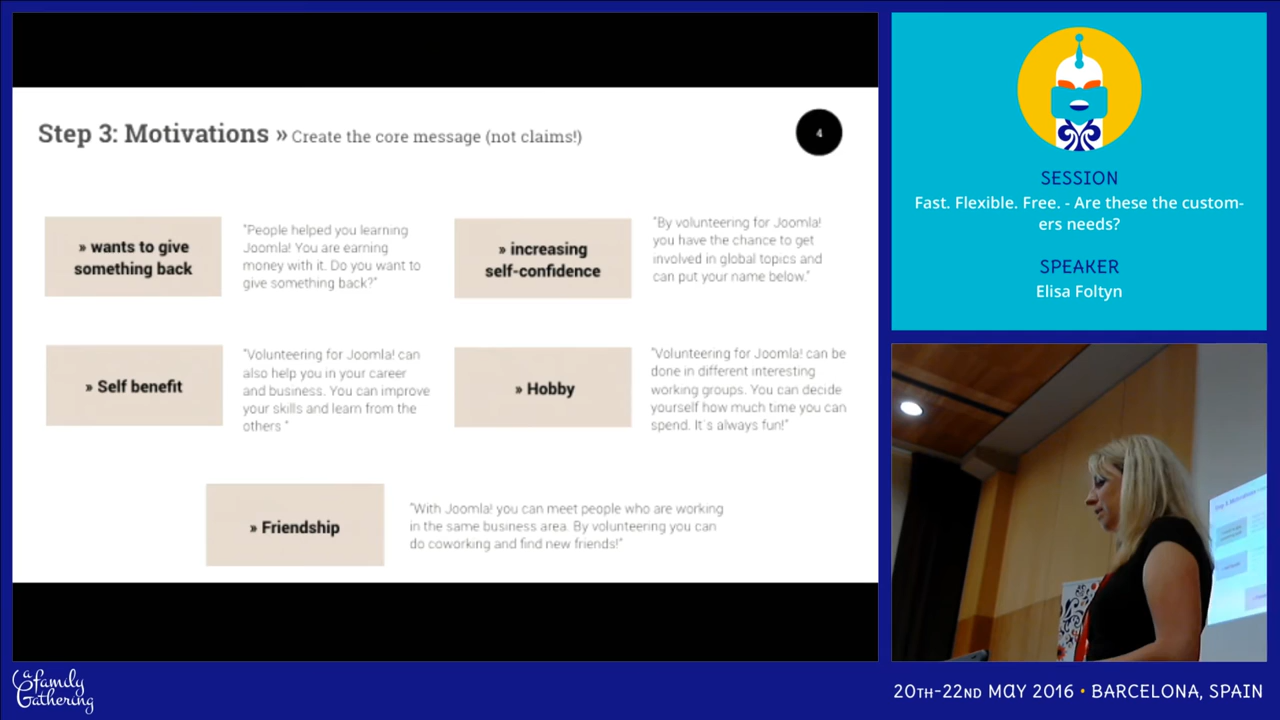 Step 3: Motivations » Create the core message (not claims!)
4
» wants to give
something back
"People helped you learning
Joomla! You are earning
money with it. Do you want to
give something back?"
» increasing
self-confidence
"By volunteering for Joomla!
you have the chance to get
involved in global topics and
can put your name below."
» Self benefit
"Volunteering for Joomla! can
also help you in your career
and business. You can improve
your skills and learn from the
others "
» Hobby
"Volunteering for Joomla! can be
done in different interesting
working groups. You can decide
yourself how much time you can
spend. It´s always fun!"
» Friendship
"With Joomla! you can meet people who are working
in the same business area. By volunteering you can
do coworking and find new friends!"
SESSION
Fast. Flexible. Free. - Are these the custom-
ers needs?
SPEAKER
Elisa Foltyn
a family
Gathering
20TH-22ND MAY 2016 • BARCELONA, SPAIN